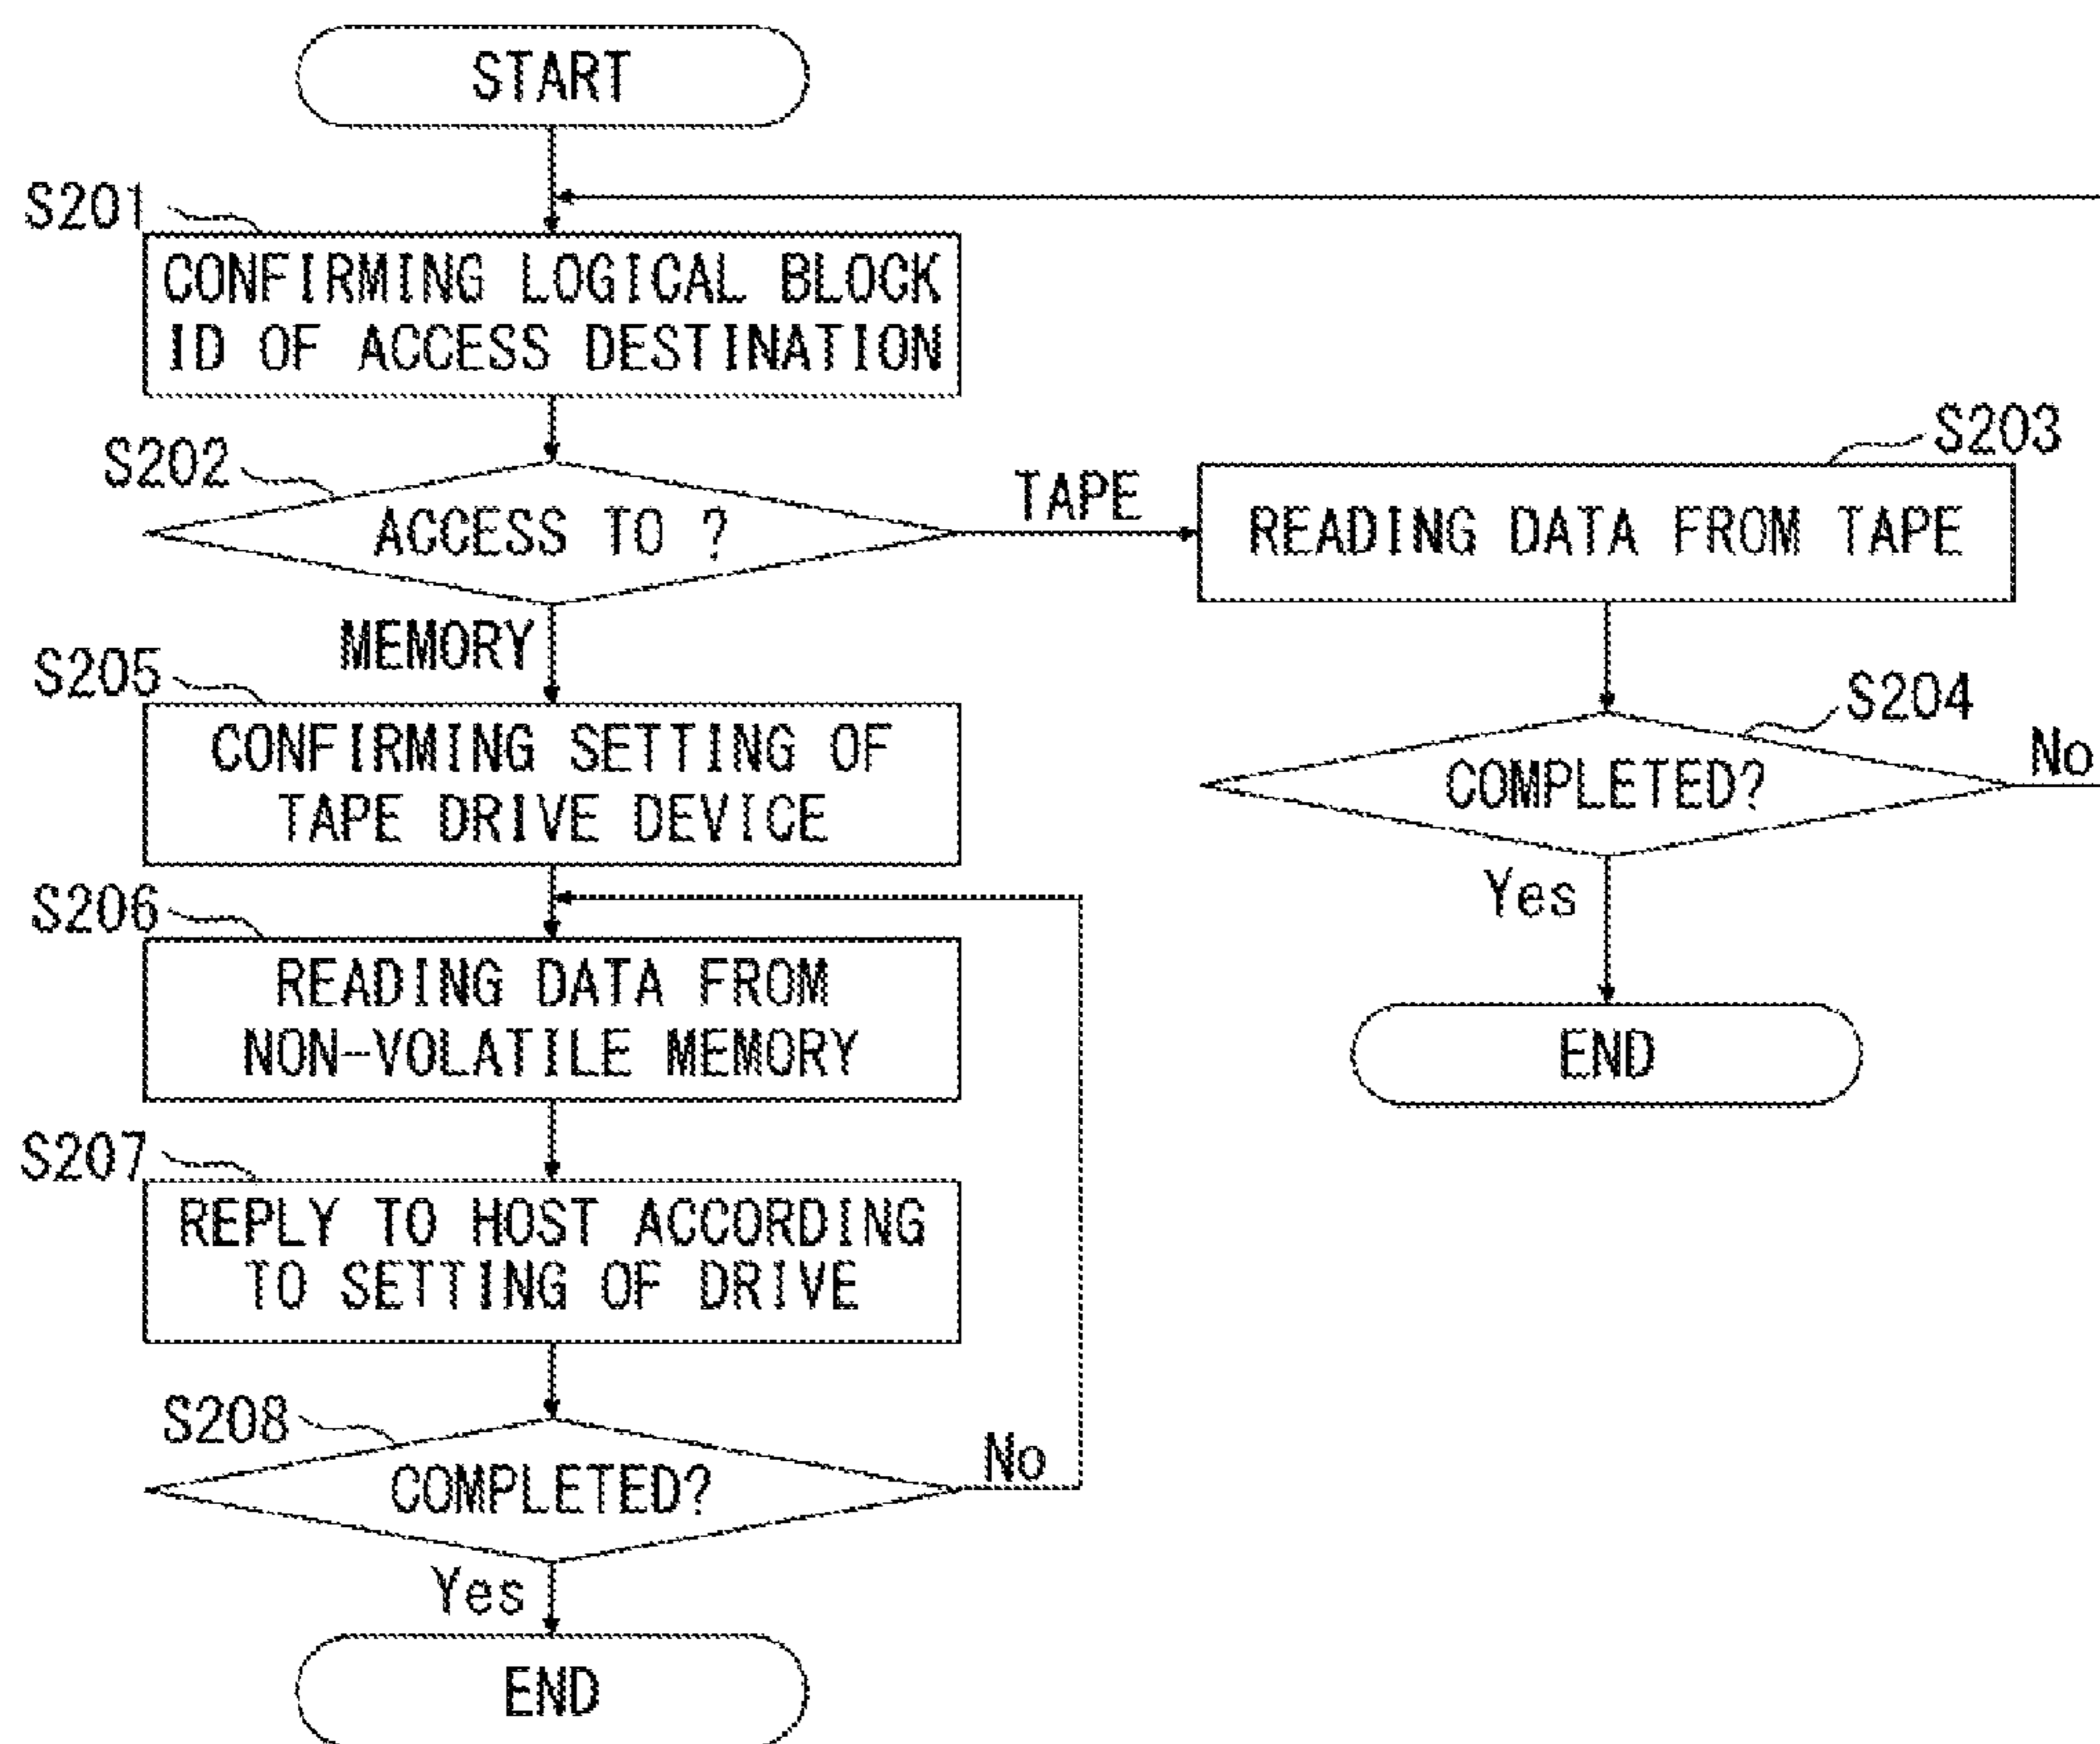 START
S201
CONFIRMING LOGICAL BLOCK
ID OF ACCESS DESTINATION
S202
ACCESS TO ?
TAPE
MEMORY
S203
READING DATA FROM TAPE
S204
COMPLETED?
No
Yes
END
S205
CONFIRMING SETTING OF
TAPE DRIVE DEVICE
S206
READING DATA FROM
NON-VOLATILE MEMORY
S207
REPLY TO HOST ACCORDING
TO SETTING OF DRIVE
S208
COMPLETED?
No
Yes
END